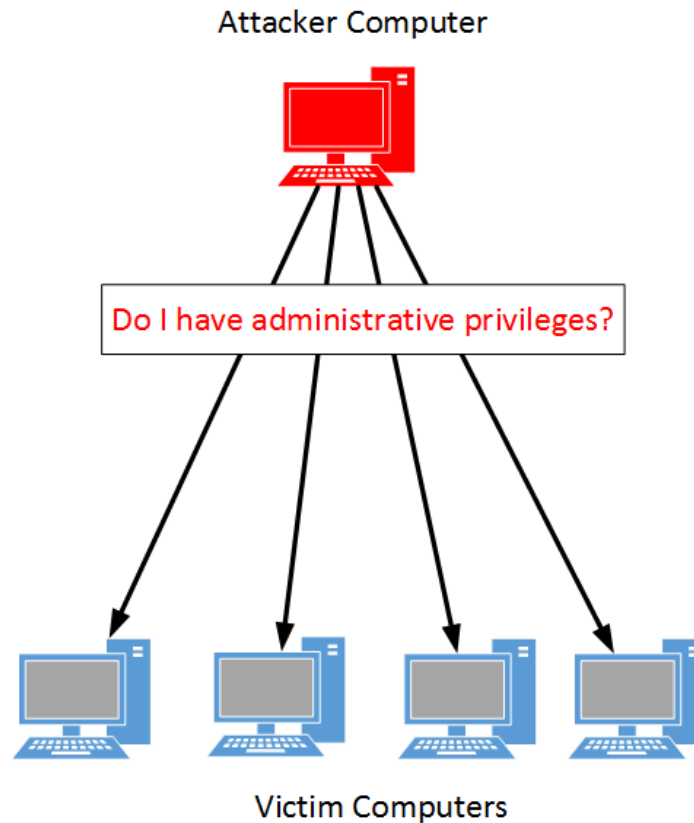 Attacker Computer
Do I have administrative privileges?
Victim Computers